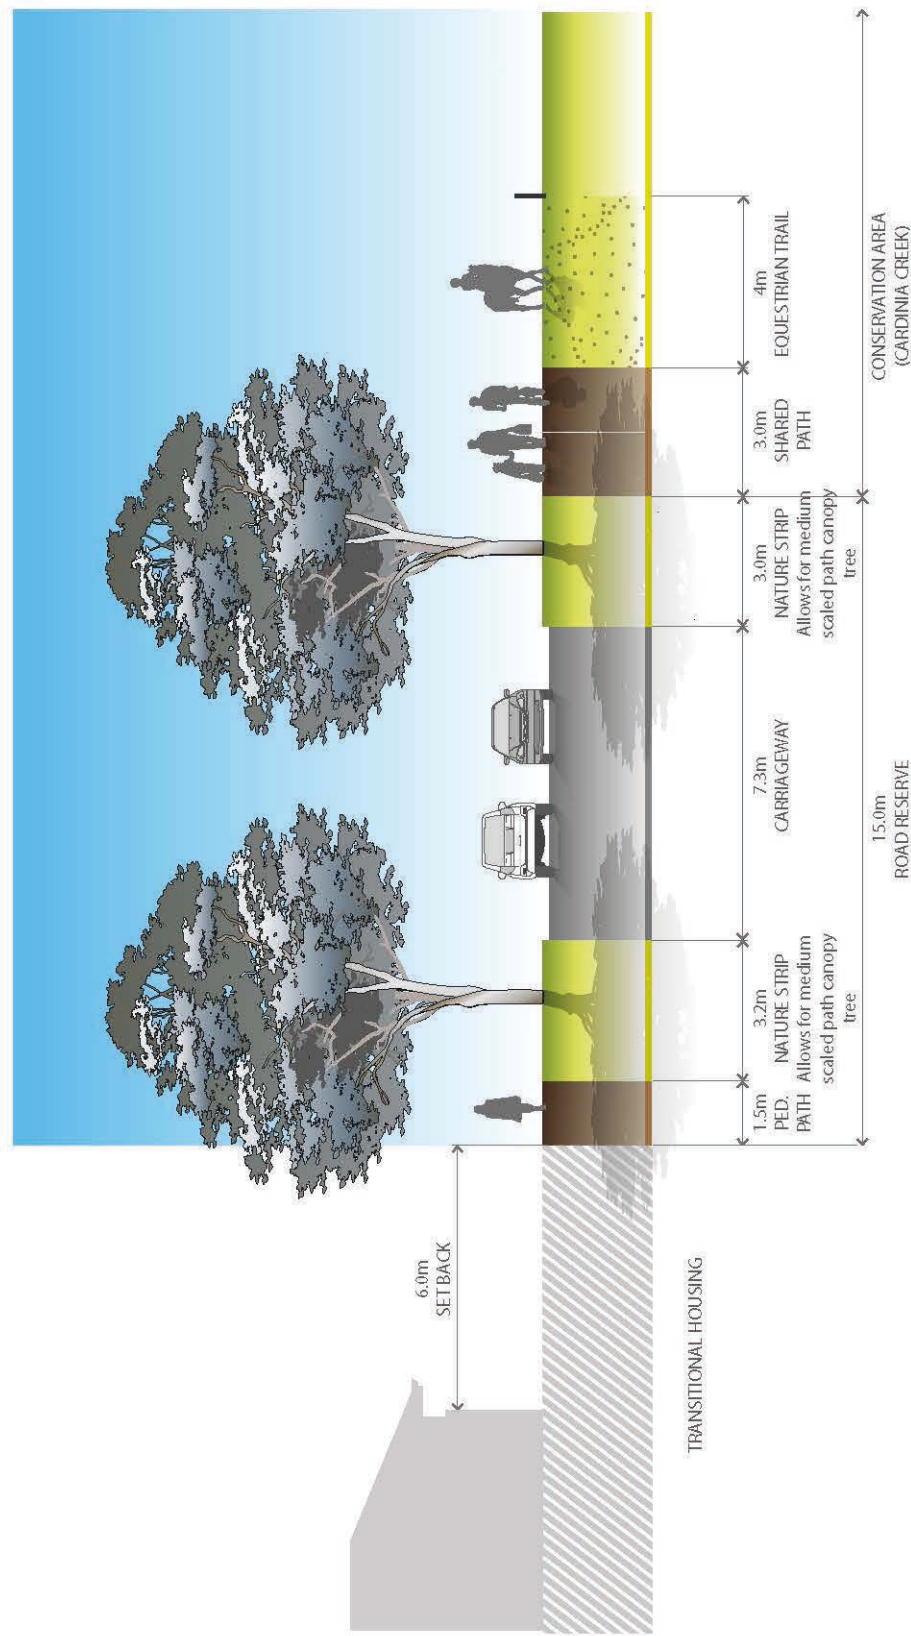 6.0m
SET BACK
TRANSITIONAL HOUSING
1.5m
PED.
PATH
3.2m
NATURE STRIP
Allows for medium
scaled path canopy
tree
7.3m
CARRIAGEWAY
3.0m
NATURE STRIP
Allows for medium
scaled path canopy
tree
3.0m
SHARED
PATH
4m
EQUESTRIAN TRAIL
15.0m
ROAD RESERVE
CONSERVATION AREA
(CARDINIA CREEK)